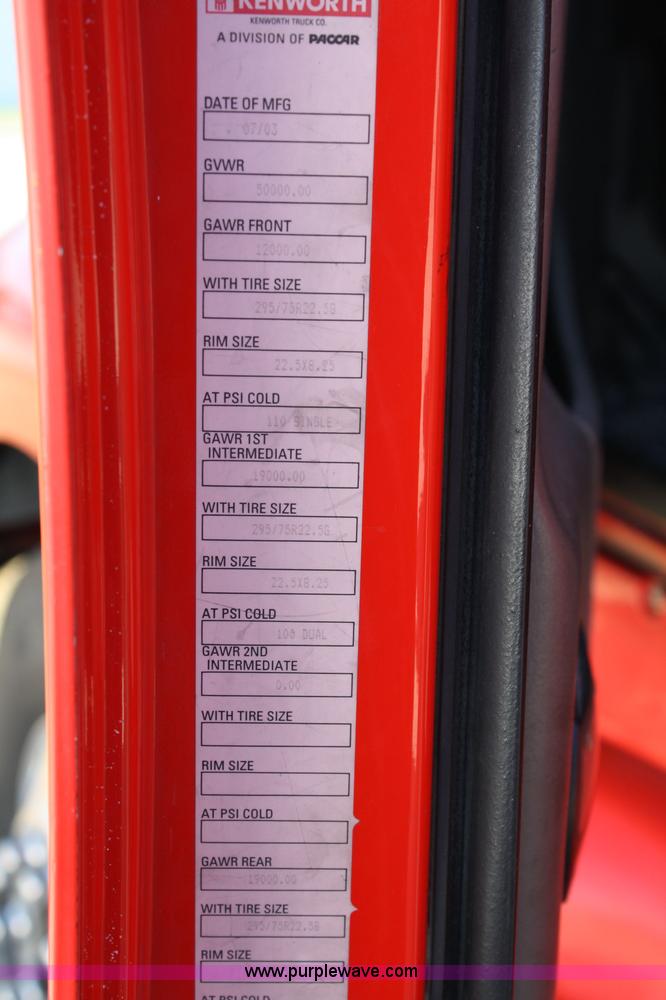 KENWORTH
KENWORTH TRUCK CO.
A DIVISION OF PACCAR
DATE OF MFG
07/03
GVWR
50000.00
GAWR FRONT
12000.00
WITH TIRE SIZE
295/75R22.5G
RIM SIZE
22.5X8.25
AT PSI COLD
110 SINGLE
GAWR 1ST
INTERMEDIATE
19000.00
WITH TIRE SIZE
295/75R22.5G
RIM SIZE
22.5X8.25
AT PSI COLD
100 DUAL
GAWR 2ND
INTERMEDIATE
0.00
WITH TIRE SIZE
RIM SIZE
AT PSI COLD
GAWR REAR
19000.00
WITH TIRE SIZE
295/75R22.5G
RIM SIZE
www.purplewave.com
AT PSI COLD